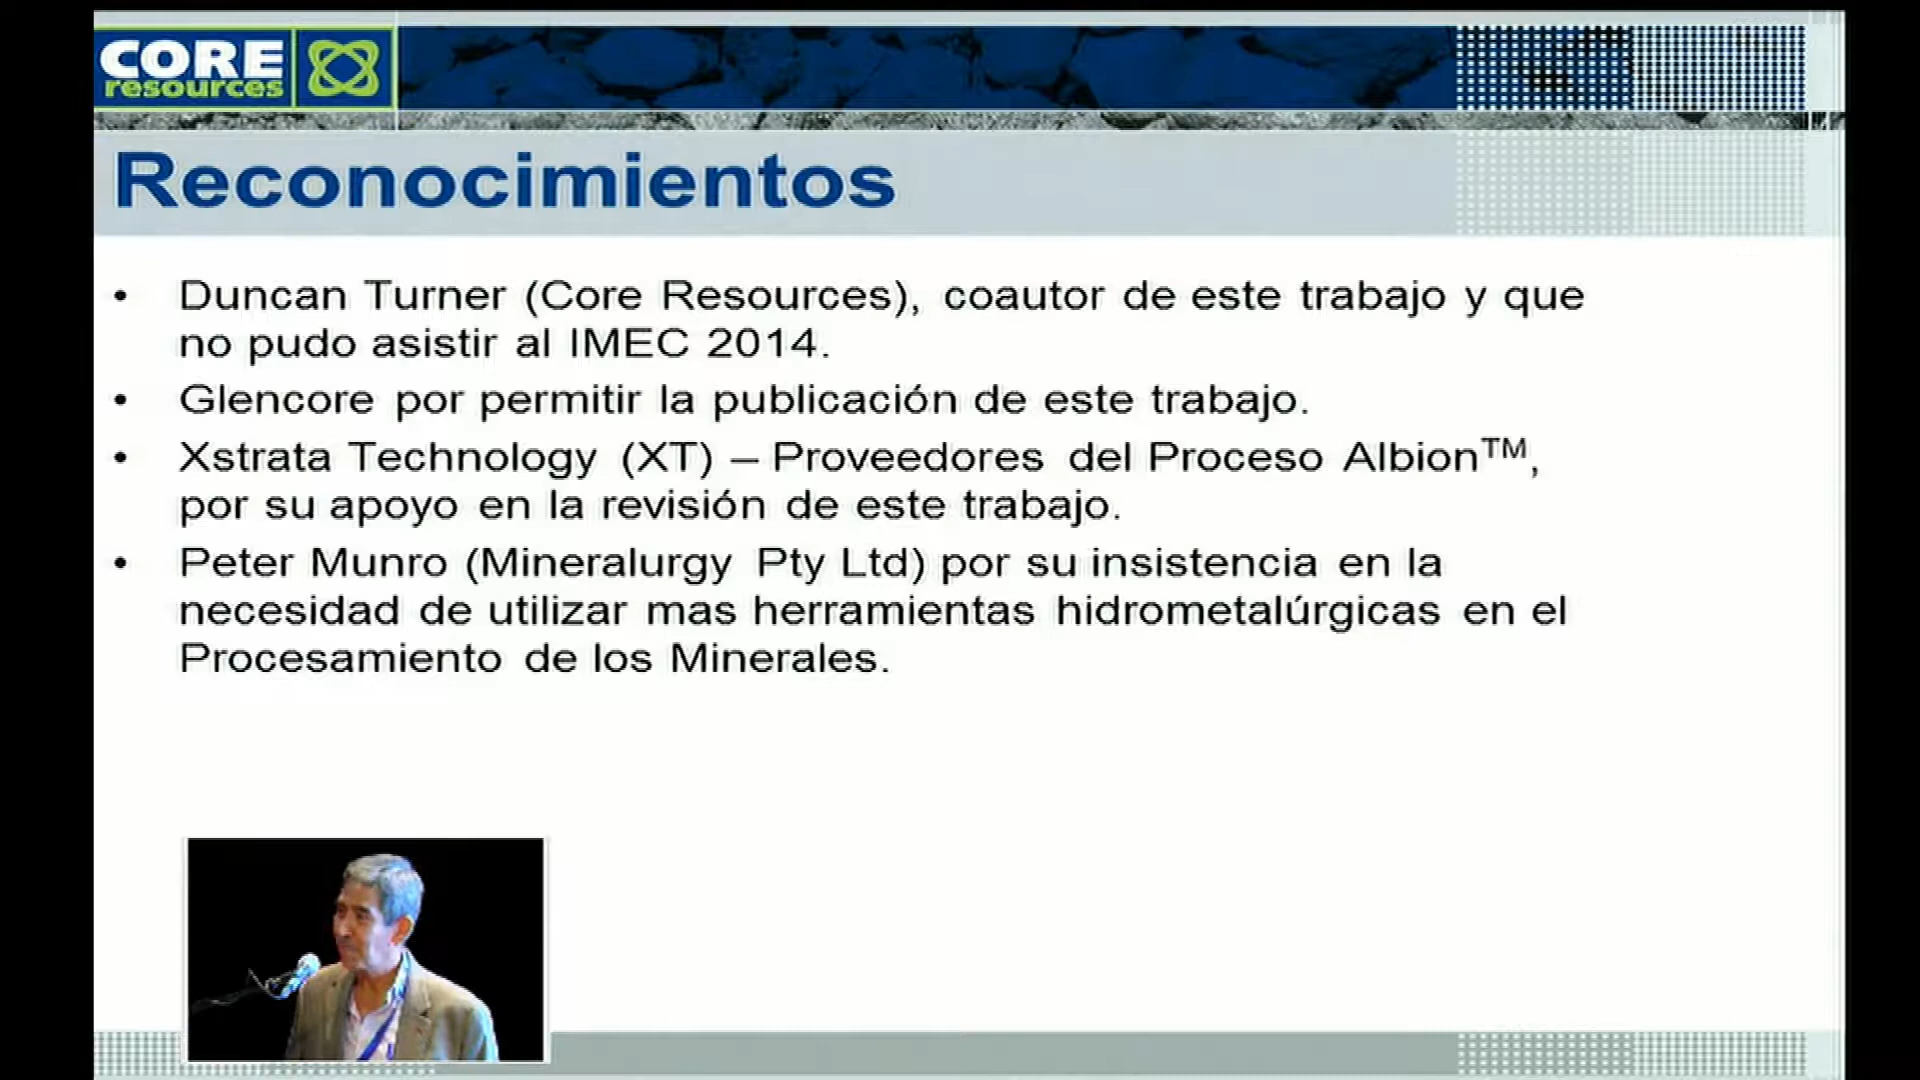 CORE
resources
Reconocimientos
• Duncan Turner (Core Resources), coautor de este trabajo y que
no pudo asistir al IMEC 2014.
• Glencore por permitir la publicación de este trabajo.
• Xstrata Technology (XT) – Proveedores del Proceso Albion™,
por su apoyo en la revisión de este trabajo.
• Peter Munro (Mineralurgy Pty Ltd) por su insistencia en la
necesidad de utilizar mas herramientas hidrometalúrgicas en el
Procesamiento de los Minerales.